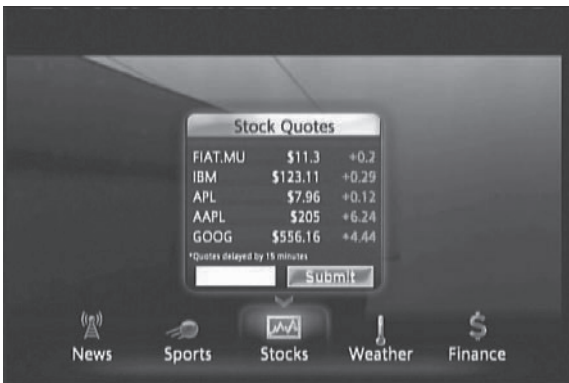 Stock Quotes
FIAT.MU $11.3 +0.2
IBM $123.11 +0.29
APL $7.96 +0.12
AAPL $205 +6.24
GOOG $556.16 +4.44
*Quotes delayed by 15 minutes
Submit
News Sports Stocks Weather Finance